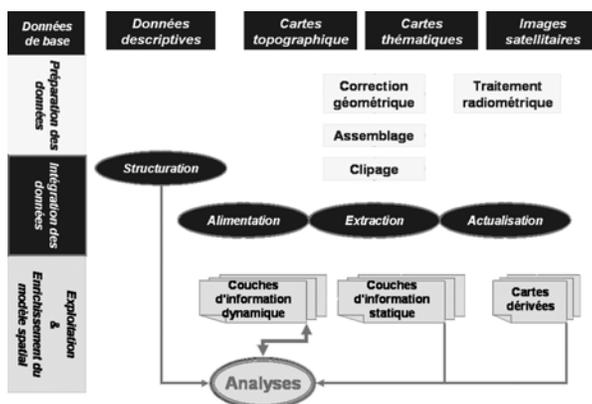 Données
de base
Données
descriptives
Cartes
topographique
Cartes
thématiques
Images
satellitaires
Préparation des
données
Correction
géométrique
Traitement
radiométrique
Assemblage
Clipage
Intégration des
données
Structuration
Alimentation
Extraction
Actualisation
Exploitation
&
Enrichissement du
modèle spatial
Couches
d'information
dynamique
Couches
d'information
statique
Cartes
dérivées
Analyses